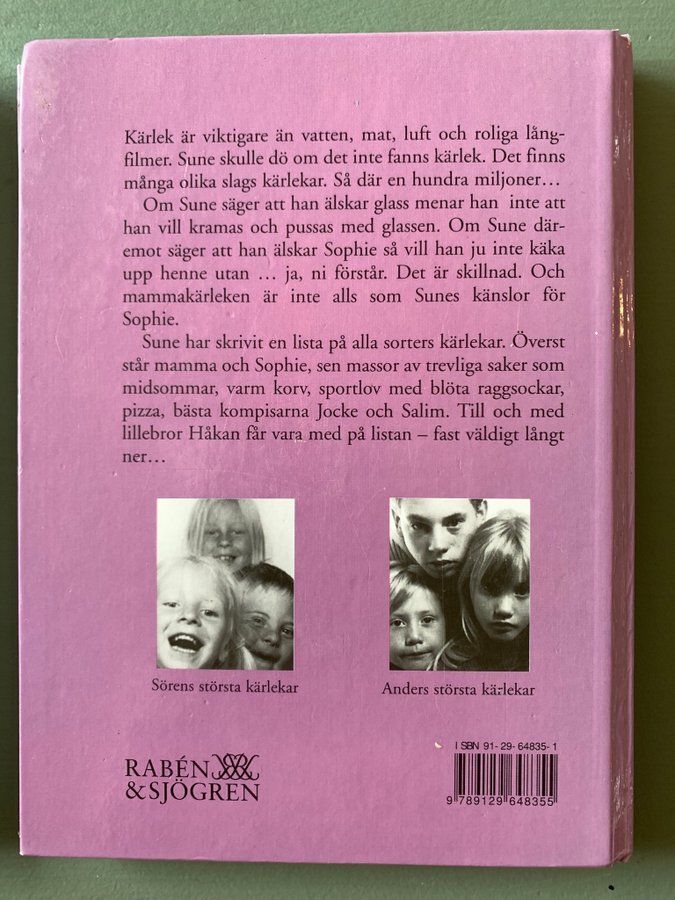 Kärlek är viktigare än vatten, mat, luft och roliga lång-
filmer. Sune skulle dö om det inte fanns kärlek. Det finns
många olika slags kärlekar. Så där en hundra miljoner…
Om Sune säger att han älskar glass menar han inte att
han vill kramas och pussas med glassen. Om Sune där-
emot säger att han älskar Sophie så vill han ju inte käka
upp henne utan … ja, ni förstår. Det är skillnad. Och
mammakärleken är inte alls som Sunes känslor för
Sophie.
Sune har skrivit en lista på alla sorters kärlekar. Överst
står mamma och Sophie, sen massor av trevliga saker som
midsommar, varm korv, sportlov med blöta raggsockar,
pizza, bästa kompisarna Jocke och Salim. Till och med
lillebror Håkan får vara med på listan – fast väldigt långt
ner…
Sörens största kärlekar
Anders största kärlekar
RABÉN
& SJÖGREN
ISBN 91-29-64835-1
9 789129 648355